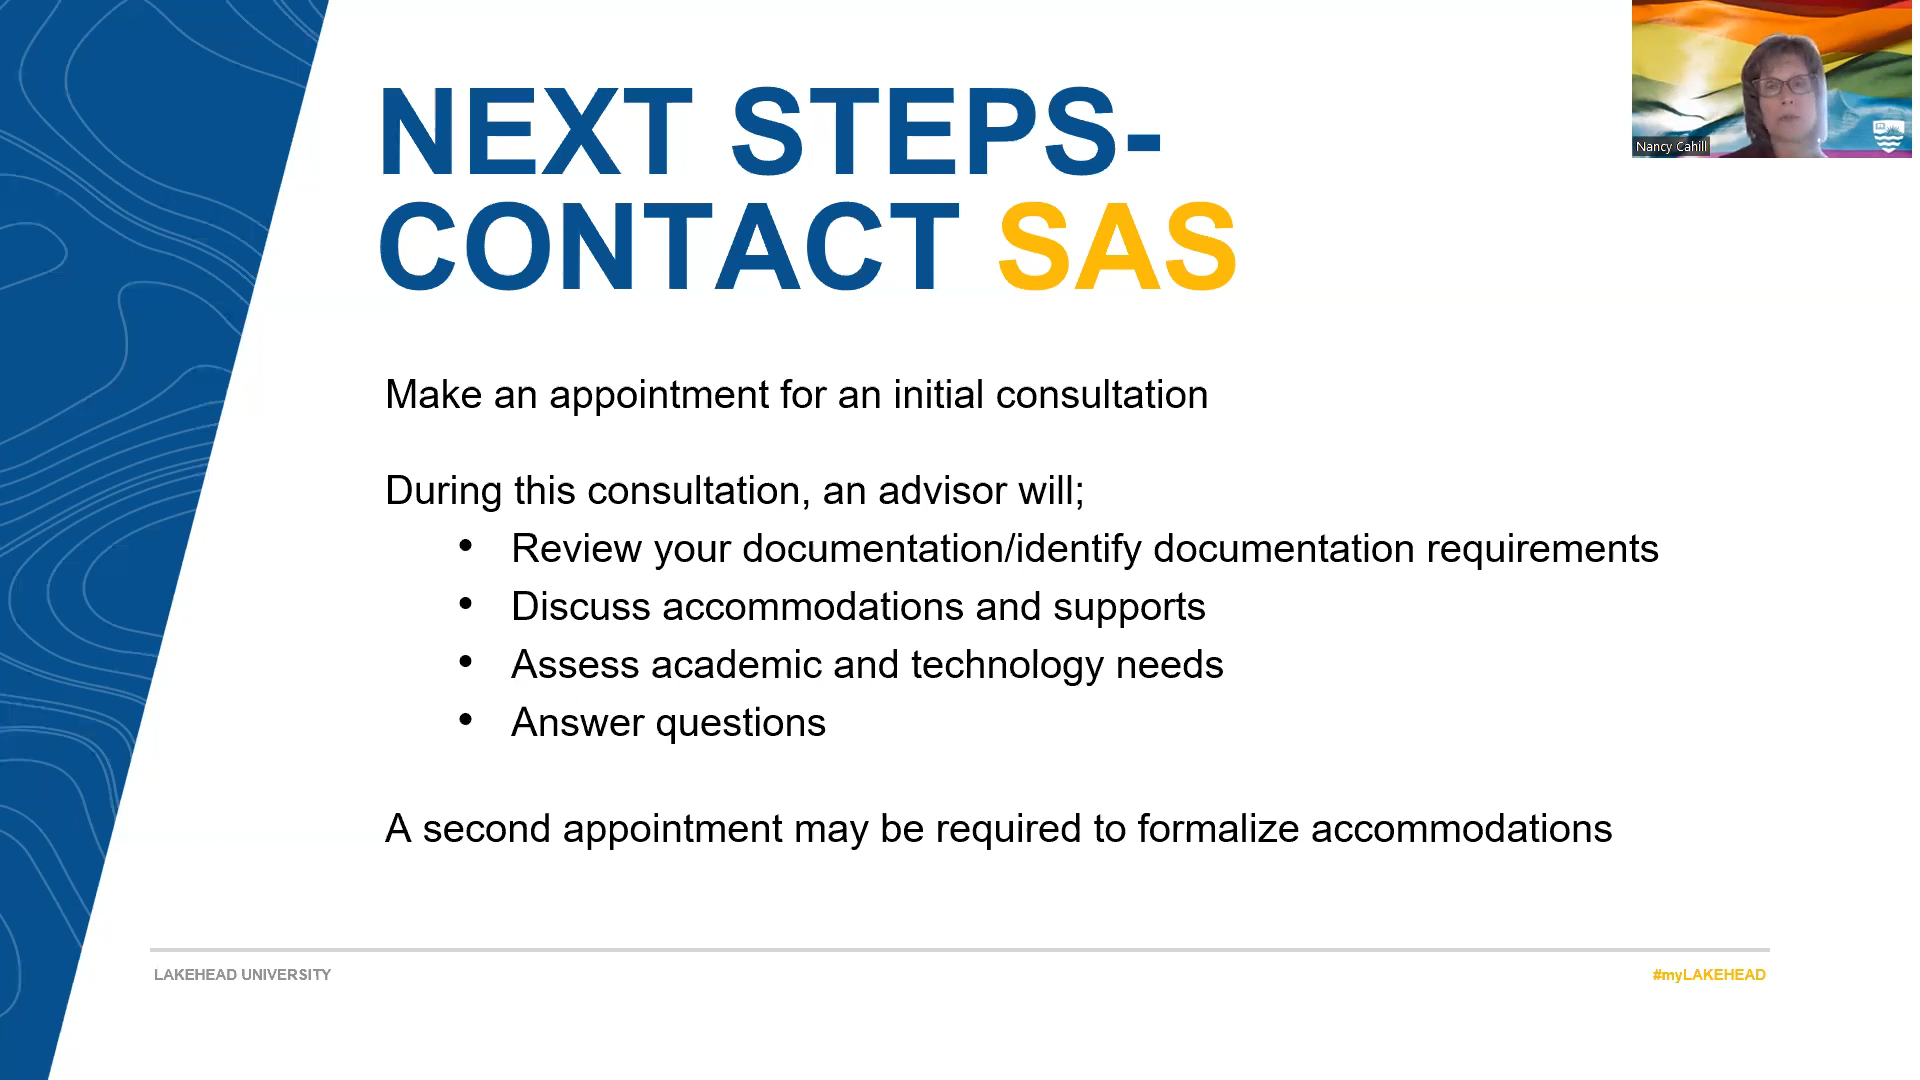 NEXT STEPS-
CONTACT SAS
Nancy Cahill
Make an appointment for an initial consultation
During this consultation, an advisor will;
• Review your documentation/identify documentation requirements
• Discuss accommodations and supports
• Assess academic and technology needs
• Answer questions
A second appointment may be required to formalize accommodations
LAKEHEAD UNIVERSITY
#myLAKEHEAD